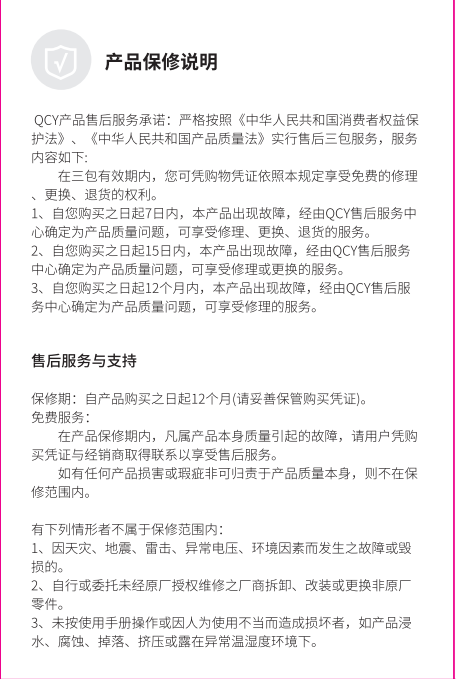 产品保修说明
QCY产品售后服务承诺：严格按照《中华人民共和国消费者权益保
护法》、《中华人民共和国产品质量法》实行售后三包服务，服务
内容如下:
在三包有效期内，您可凭购物凭证依照本规定享受免费的修理
、更换、退货的权利。
1、自您购买之日起7日内，本产品出现故障，经由QCY售后服务中
心确定为产品质量问题，可享受修理、更换、退货的服务。
2、自您购买之日起15日内，本产品出现故障，经由QCY售后服务
中心确定为产品质量问题，可享受修理或更换的服务。
3、自您购买之日起12个月内，本产品出现故障，经由QCY售后服
务中心确定为产品质量问题，可享受修理的服务。
售后服务与支持
保修期：自产品购买之日起12个月(请妥善保管购买凭证)。
免费服务：
在产品保修期内，凡属产品本身质量引起的故障，请用户凭购
买凭证与经销商取得联系以享受售后服务。
如有任何产品损害或瑕疵非可归责于产品质量本身，则不在保
修范围内。
有下列情形者不属于保修范围内：
1、因天灾、地震、雷击、异常电压、环境因素而发生之故障或毁
损的。
2、自行或委托未经原厂授权维修之厂商拆卸、改装或更换非原厂
零件。
3、未按使用手册操作或因人为使用不当而造成损坏者，如产品浸
水、腐蚀、掉落、挤压或露在异常温湿度环境下。